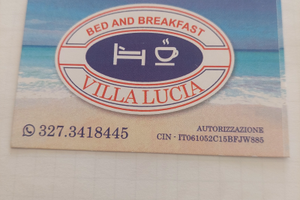 BED AND BREAKFAST
VILLA LUCIA
327.3418445
AUTORIZZAZIONE
CIN - IT061052C15BFJW885